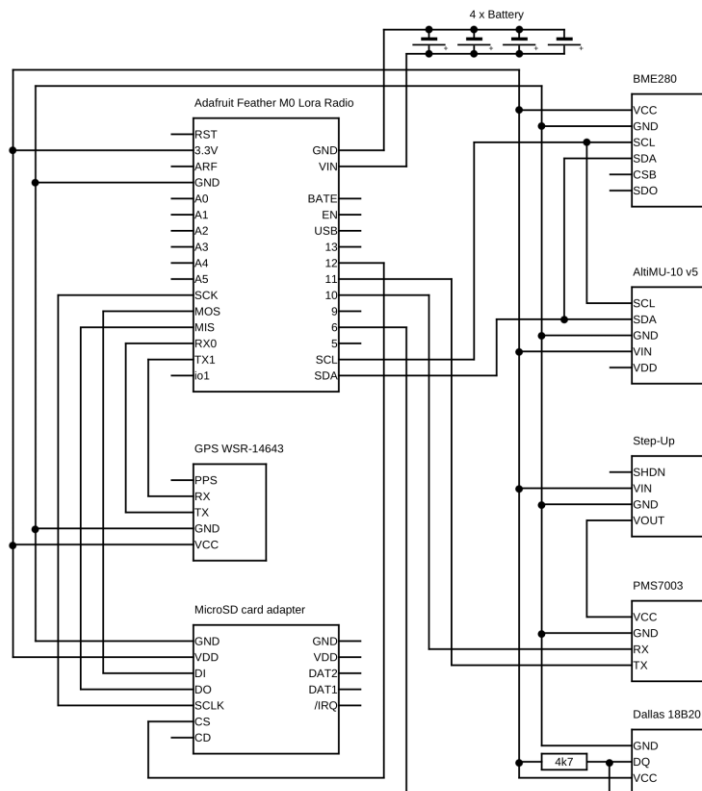 4 x Battery
+ + + +
BME280
VCC
GND
SCL
SDA
CSB
SDO
Adafruit Feather M0 Lora Radio
RST
3.3V
ARF
GND
A0
A1
A2
A3
A4
A5
SCK
MOS
MIS
RX0
TX1
io1
GND
VIN
BATE
EN
USB
13
12
11
10
9
6
5
SCL
SDA
AltiMU-10 v5
SCL
SDA
GND
VIN
VDD
GPS WSR-14643
PPS
RX
TX
GND
VCC
Step-Up
SHDN
VIN
GND
VOUT
PMS7003
VCC
GND
RX
TX
MicroSD card adapter
GND
VDD
DI
DO
SCLK
CS
CD
GND
VDD
DAT2
DAT1
/IRQ
Dallas 18B20
GND
DQ
VCC
4k7